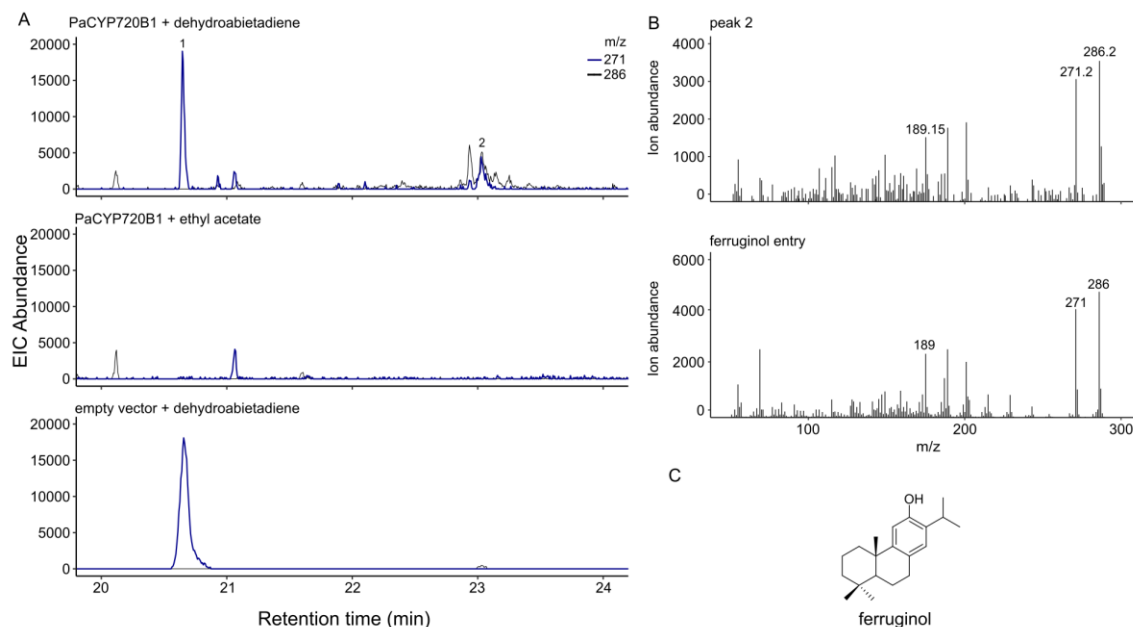 A
PaCYP720B1 + dehydroabietadiene
20000
15000
10000
5000
0
1
2
m/z
271
286
PaCYP720B1 + ethyl acetate
20000
15000
10000
5000
0
empty vector + dehydroabietadiene
20000
15000
10000
5000
0
EIC Abundance
20 21 22 23 24
Retention time (min)
B
peak 2
4000
3000
2000
1000
0
Ion abundance
189.15
271.2
286.2
ferruginol entry
6000
4000
2000
0
Ion abundance
189
271
286
100 200 300
m/z
C
OH
ferruginol